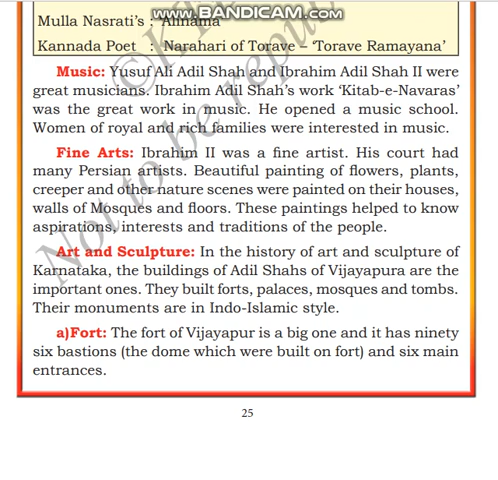 www.BANDICAM.com
Mulla Nasrati's : 'Alinama'
Kannada Poet : Narahari of Torave – 'Torave Ramayana'
Music: Yusuf Ali Adil Shah and Ibrahim Adil Shah II were
great musicians. Ibrahim Adil Shah's work 'Kitab-e-Navaras'
was the great work in music. He opened a music school.
Women of royal and rich families were interested in music.
Fine Arts: Ibrahim II was a fine artist. His court had
many Persian artists. Beautiful painting of flowers, plants,
creeper and other nature scenes were painted on their houses,
walls of Mosques and floors. These paintings helped to know
aspirations, interests and traditions of the people.
Art and Sculpture: In the history of art and sculpture of
Karnataka, the buildings of Adil Shahs of Vijayapura are the
important ones. They built forts, palaces, mosques and tombs.
Their monuments are in Indo-Islamic style.
a)Fort: The fort of Vijayapur is a big one and it has ninety
six bastions (the dome which were built on fort) and six main
entrances.
25